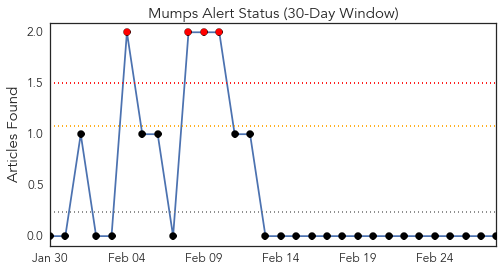 Mumps Alert Status (30-Day Window)
Articles Found
2.0
1.5
1.0
0.5
0.0
Jan 30 Feb 04 Feb 09 Feb 14 Feb 19 Feb 24